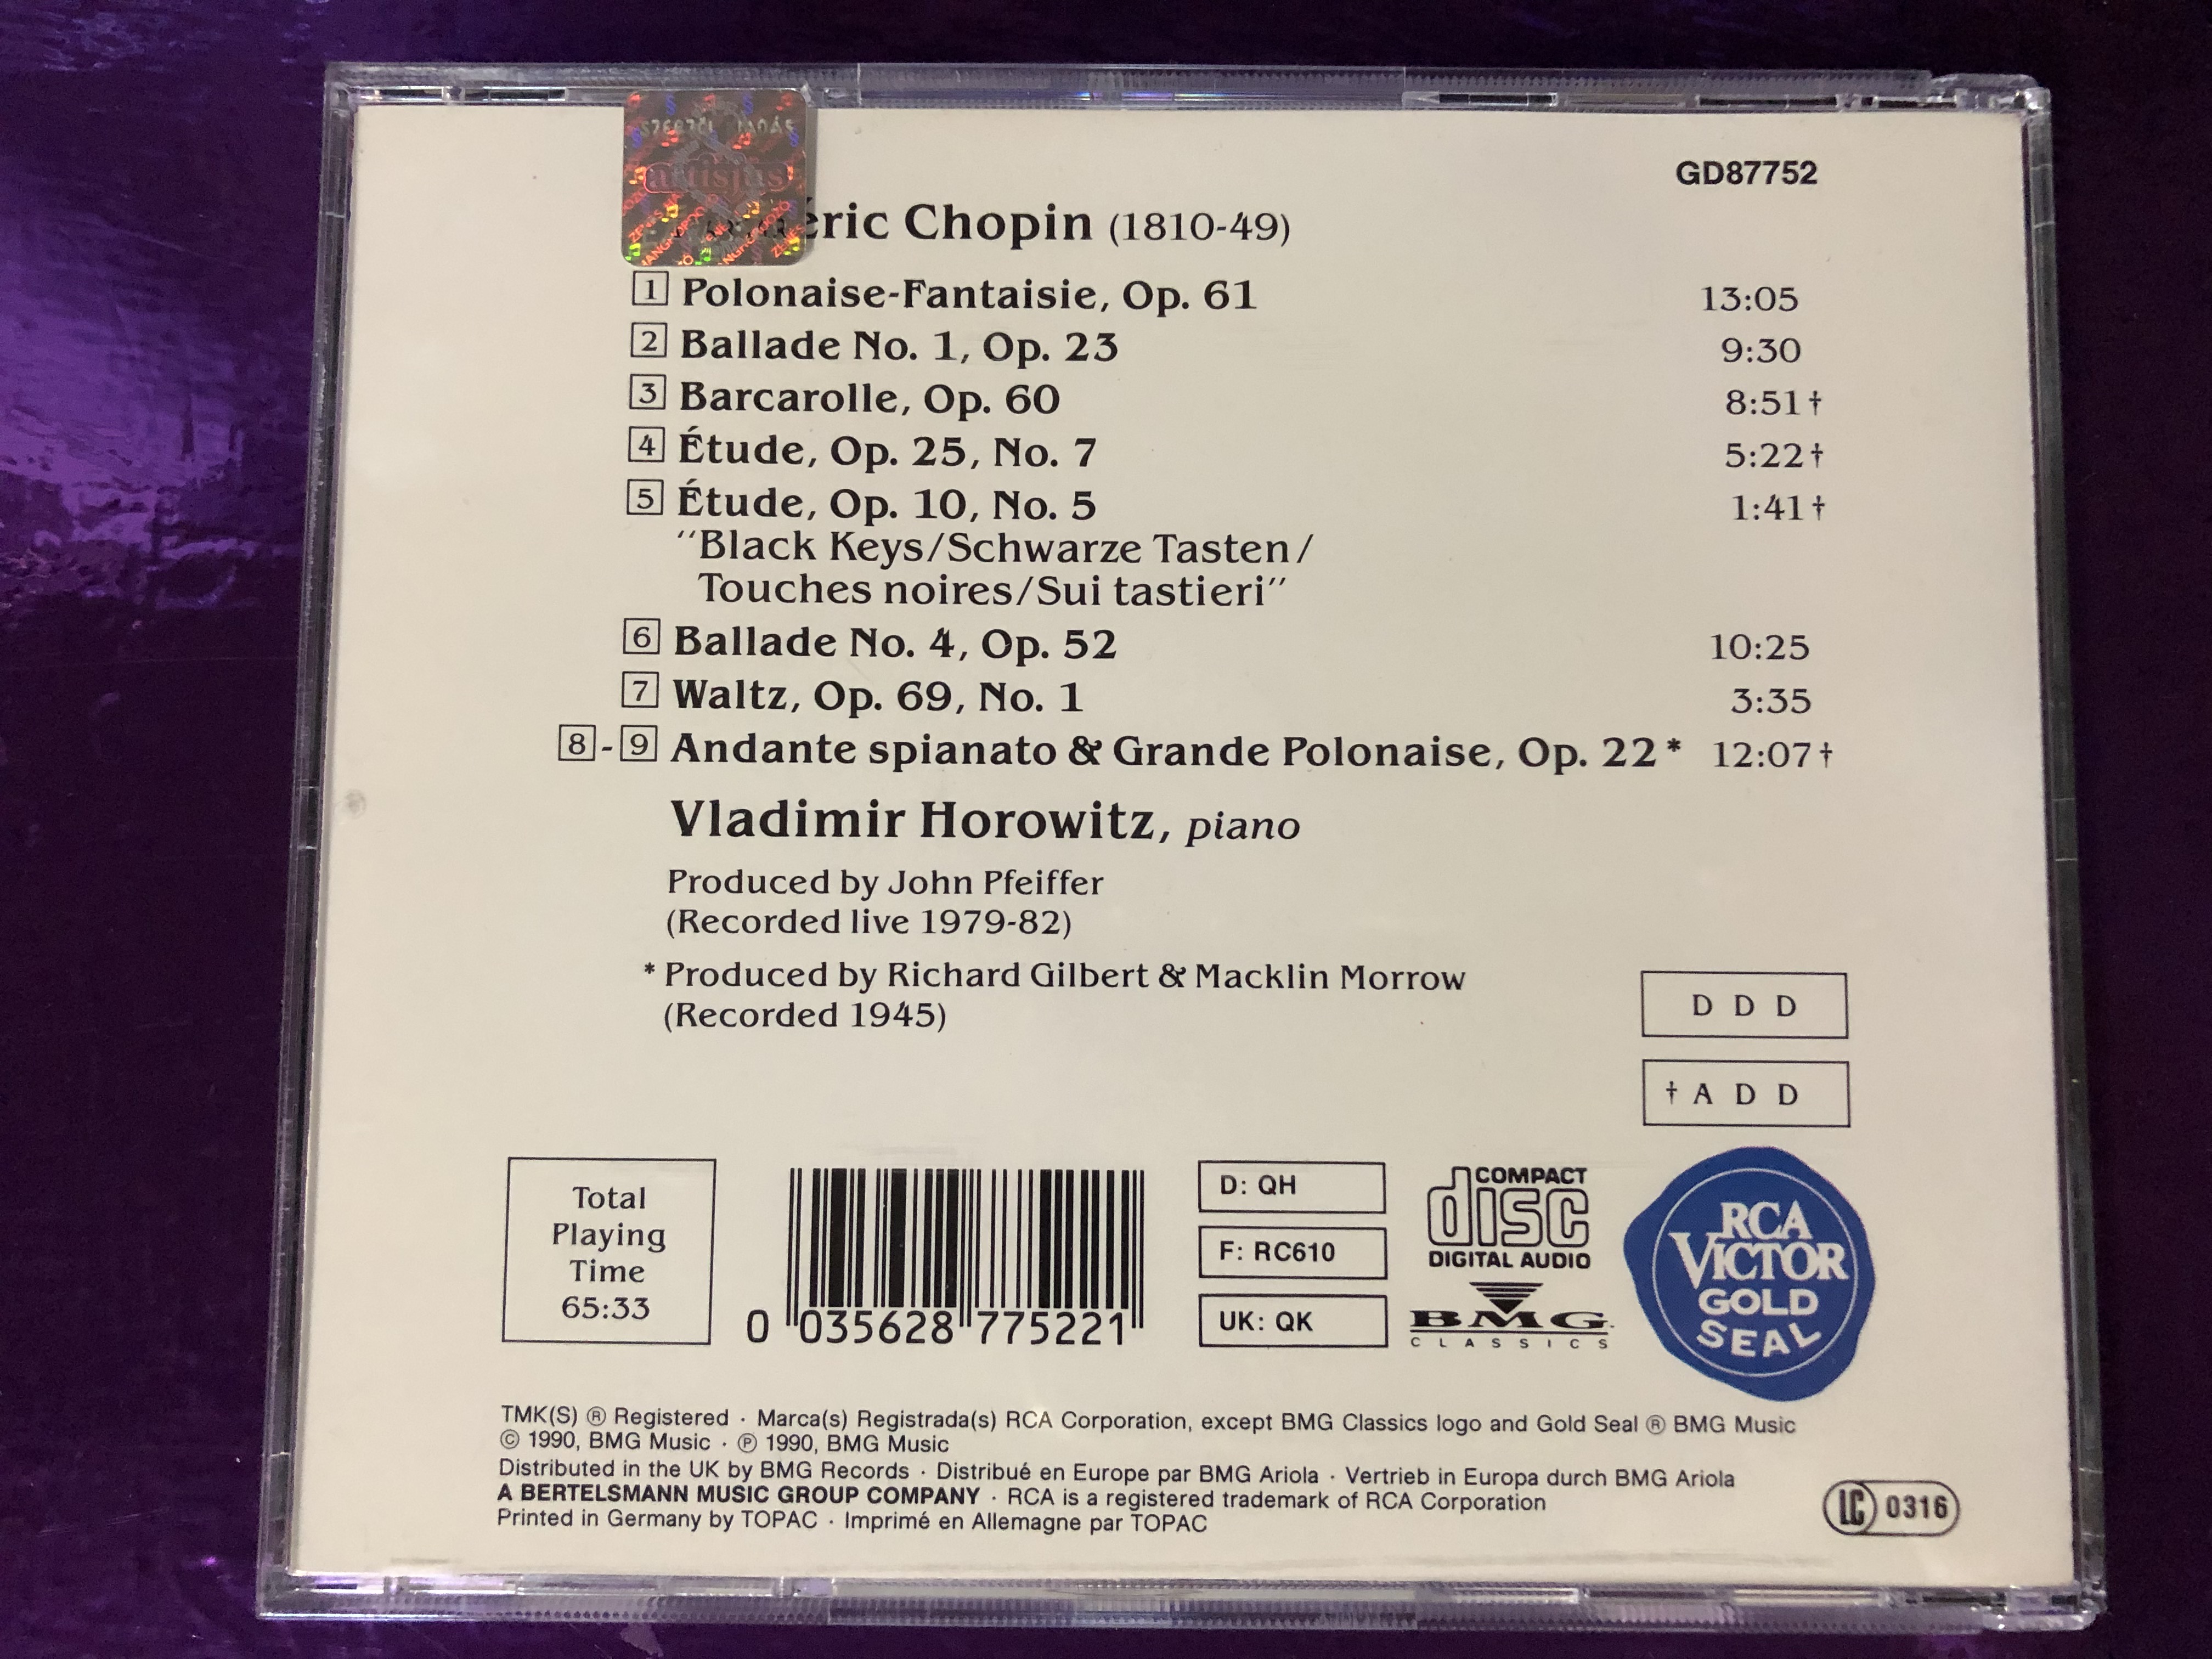 GD87752
artisjus
éric Chopin (1810-49)
1 Polonaise-Fantaisie, Op. 61 13:05
2 Ballade No. 1, Op. 23 9:30
3 Barcarolle, Op. 60 8:51†
4 Étude, Op. 25, No. 7 5:22†
5 Étude, Op. 10, No. 5 1:41†
“Black Keys/Schwarze Tasten/
Touches noires/Sui tastieri”
6 Ballade No. 4, Op. 52 10:25
7 Waltz, Op. 69, No. 1 3:35
8-9 Andante spianato & Grande Polonaise, Op. 22* 12:07†
Vladimir Horowitz, piano
Produced by John Pfeiffer
(Recorded live 1979-82)
* Produced by Richard Gilbert & Macklin Morrow
(Recorded 1945)
D D D
† A D D
Total
Playing
Time
65:33
0 035628 775221
D: QH
F: RC610
UK: QK
COMPACT
disc
DIGITAL AUDIO
BMG
CLASSICS
RCA
VICTOR
GOLD
SEAL
TMK(S) ® Registered · Marca(s) Registrada(s) RCA Corporation, except BMG Classics logo and Gold Seal ® BMG Music
© 1990, BMG Music · ℗ 1990, BMG Music
Distributed in the UK by BMG Records · Distribué en Europe par BMG Ariola · Vertrieb in Europa durch BMG Ariola
A BERTELSMANN MUSIC GROUP COMPANY · RCA is a registered trademark of RCA Corporation
Printed in Germany by TOPAC · Imprimé en Allemagne par TOPAC
LC 0316